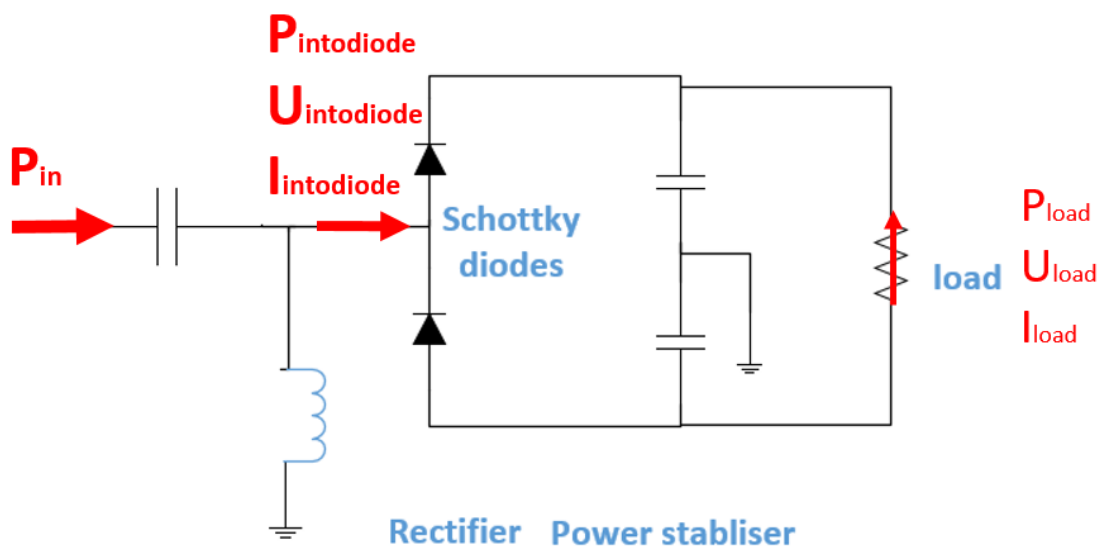 Pintodiode
Uintodiode
Iintodiode
Pin
Schottky
diodes
Pload
Uload
Iload
load
Rectifier Power stabliser